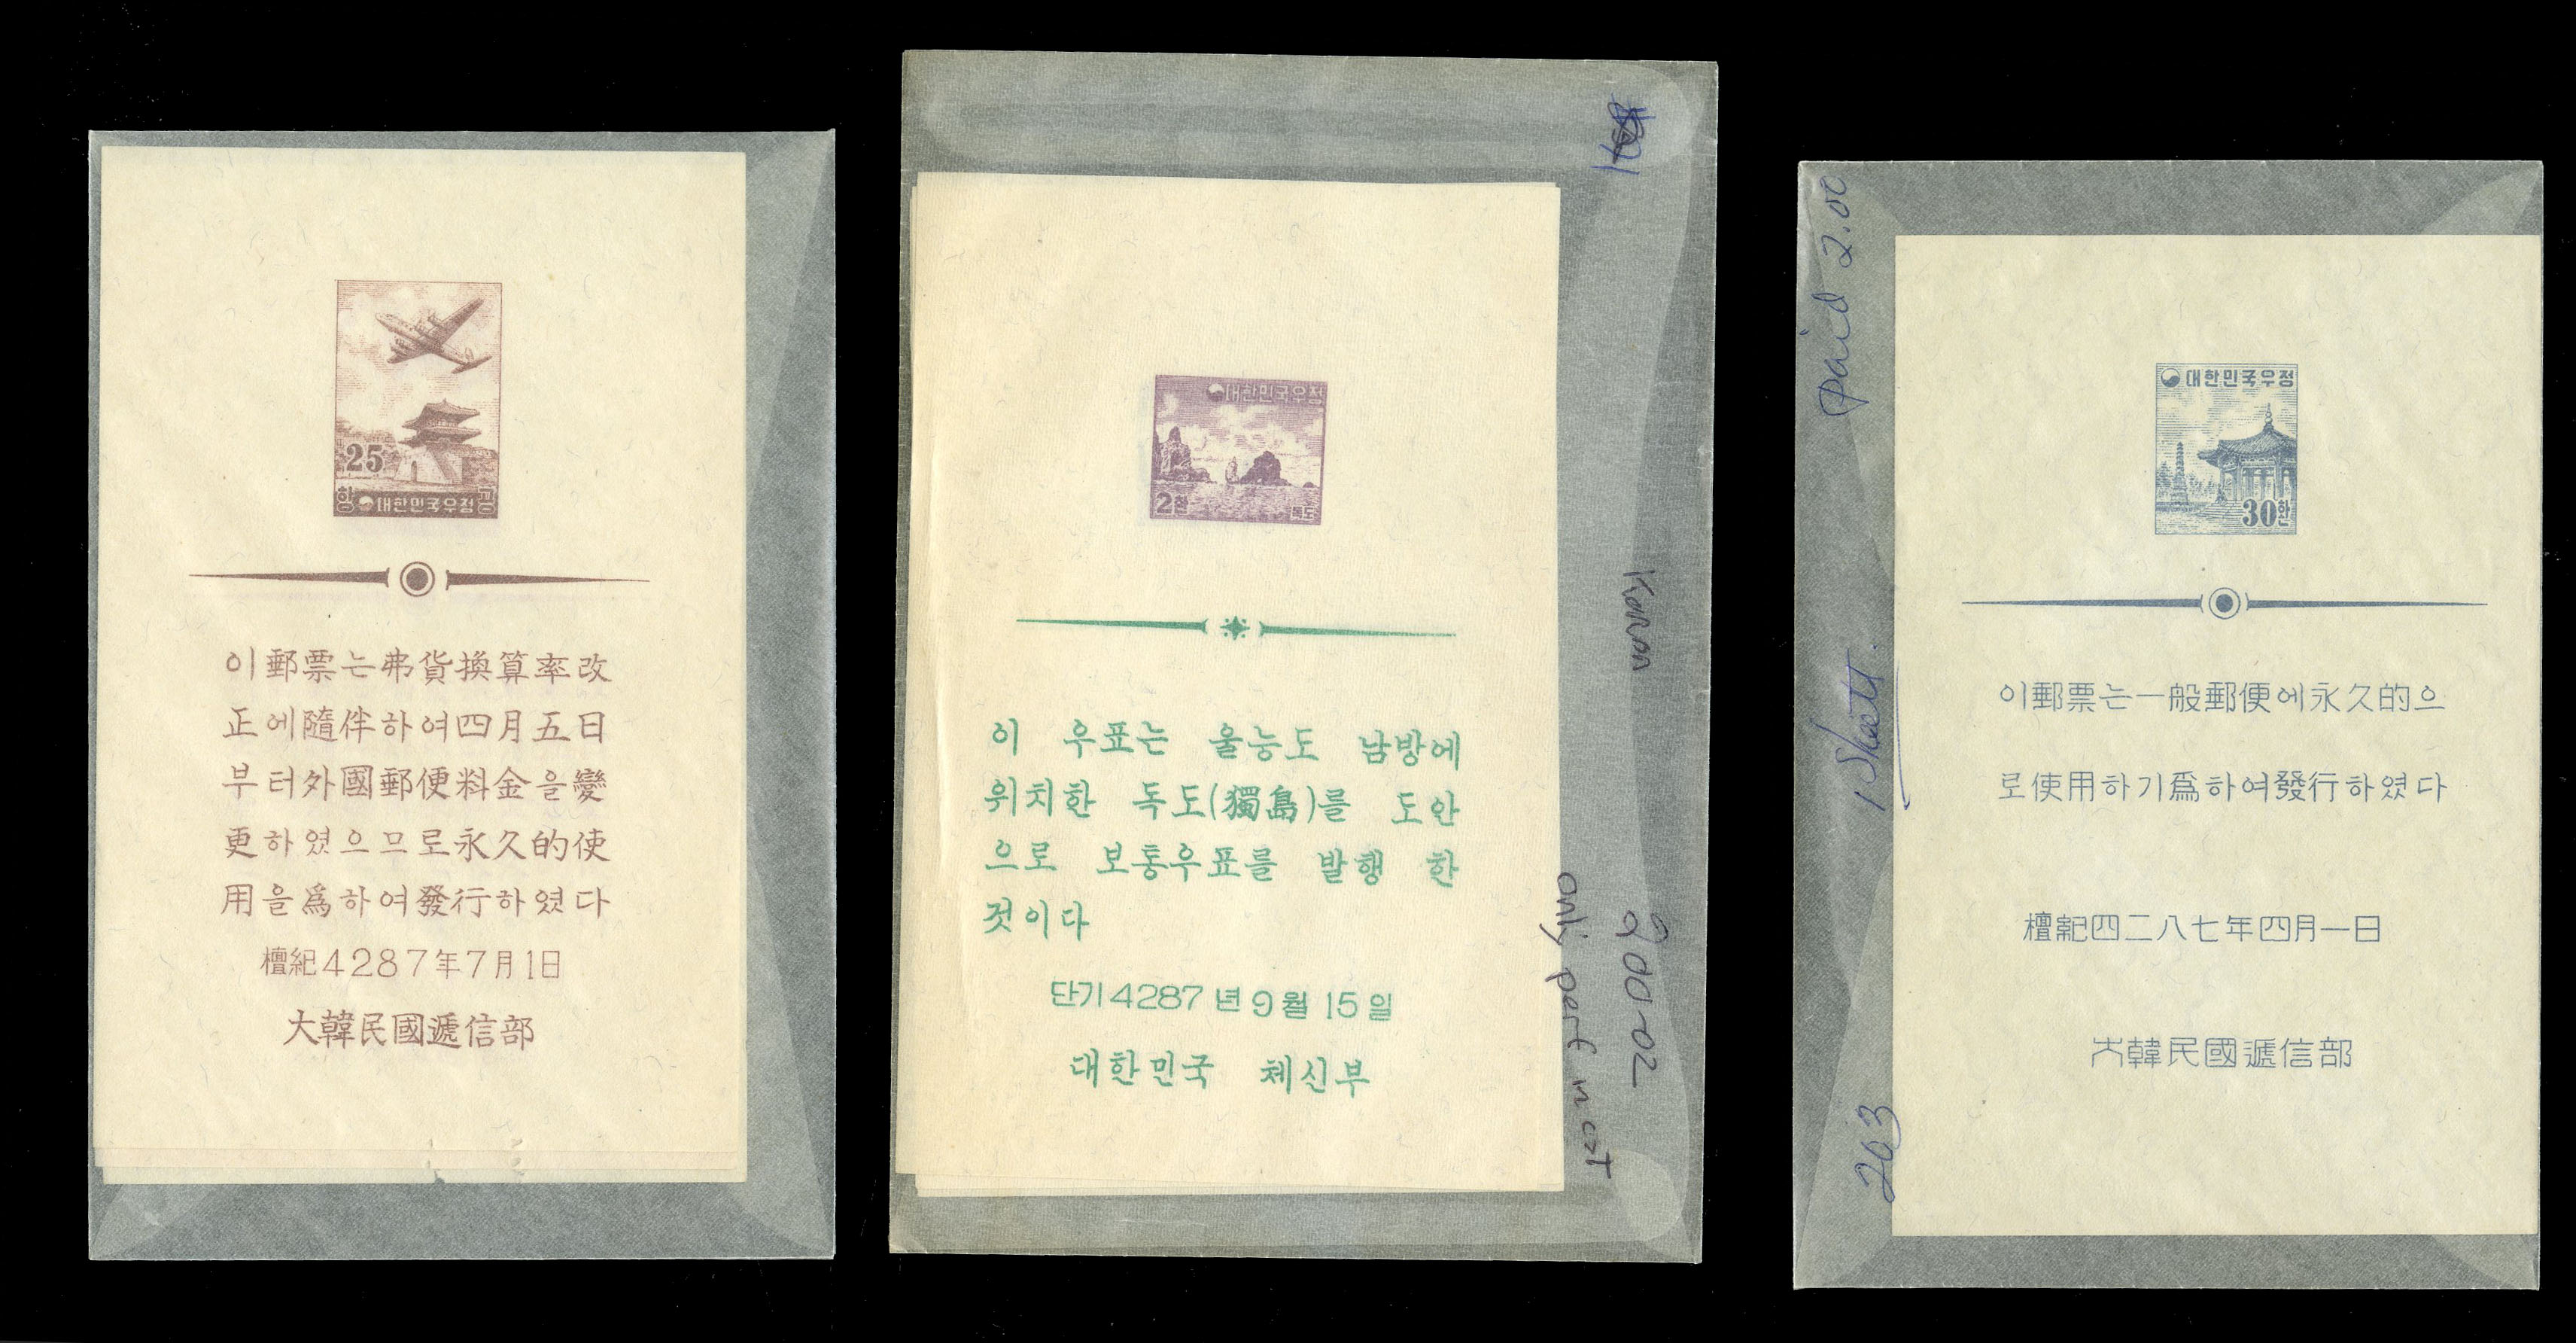 25
항 대한민국우정 공
이郵票는弗貨換算率改
正에隨伴하여四月五日
부터外國郵便料金을變
更하였으므로永久的使
用을爲하여發行하였다
檀紀4287年7月1日
大韓民國遞信部
대한민국우정
2환 독도
이 우표는 울능도 남방에
위치한 독도(獨島)를 도안
으로 보통우표를 발행 한
것이다
단기4287년9월15일
대한민국 체신부
Korea
200-02
only part in cat
paid 2.00
1 Sheet.
203
대한민국우정
30환
이郵票는一般郵便에永久的으
로使用하기爲하여發行하였다
檀紀四二八七年四月一日
大韓民國遞信部